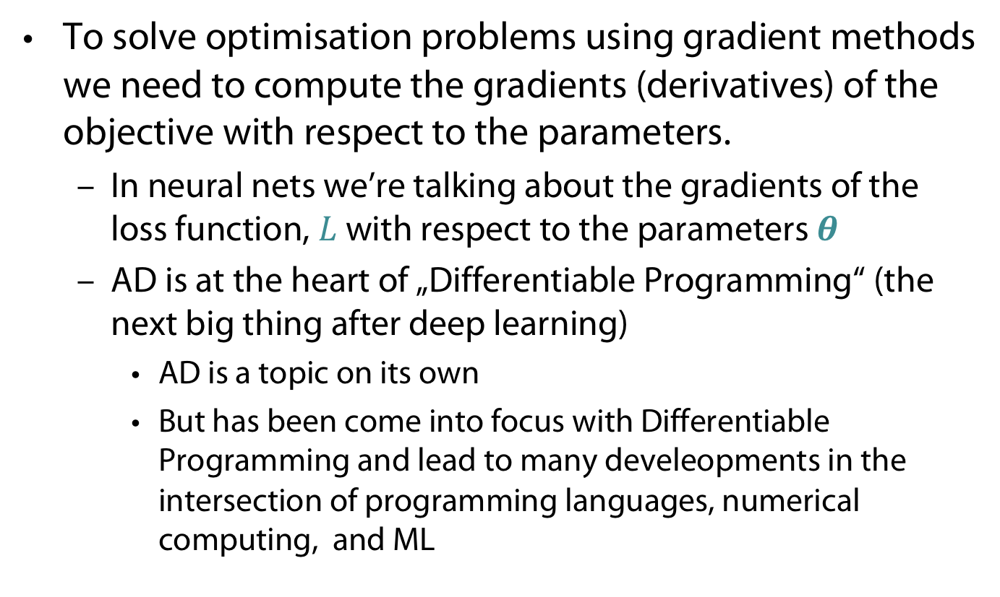 • To solve optimisation problems using gradient methods
we need to compute the gradients (derivatives) of the
objective with respect to the parameters.
– In neural nets we’re talking about the gradients of the
loss function, L with respect to the parameters θ
– AD is at the heart of „Differentiable Programming“ (the
next big thing after deep learning)
• AD is a topic on its own
• But has been come into focus with Differentiable
Programming and lead to many develeopments in the
intersection of programming languages, numerical
computing,  and ML